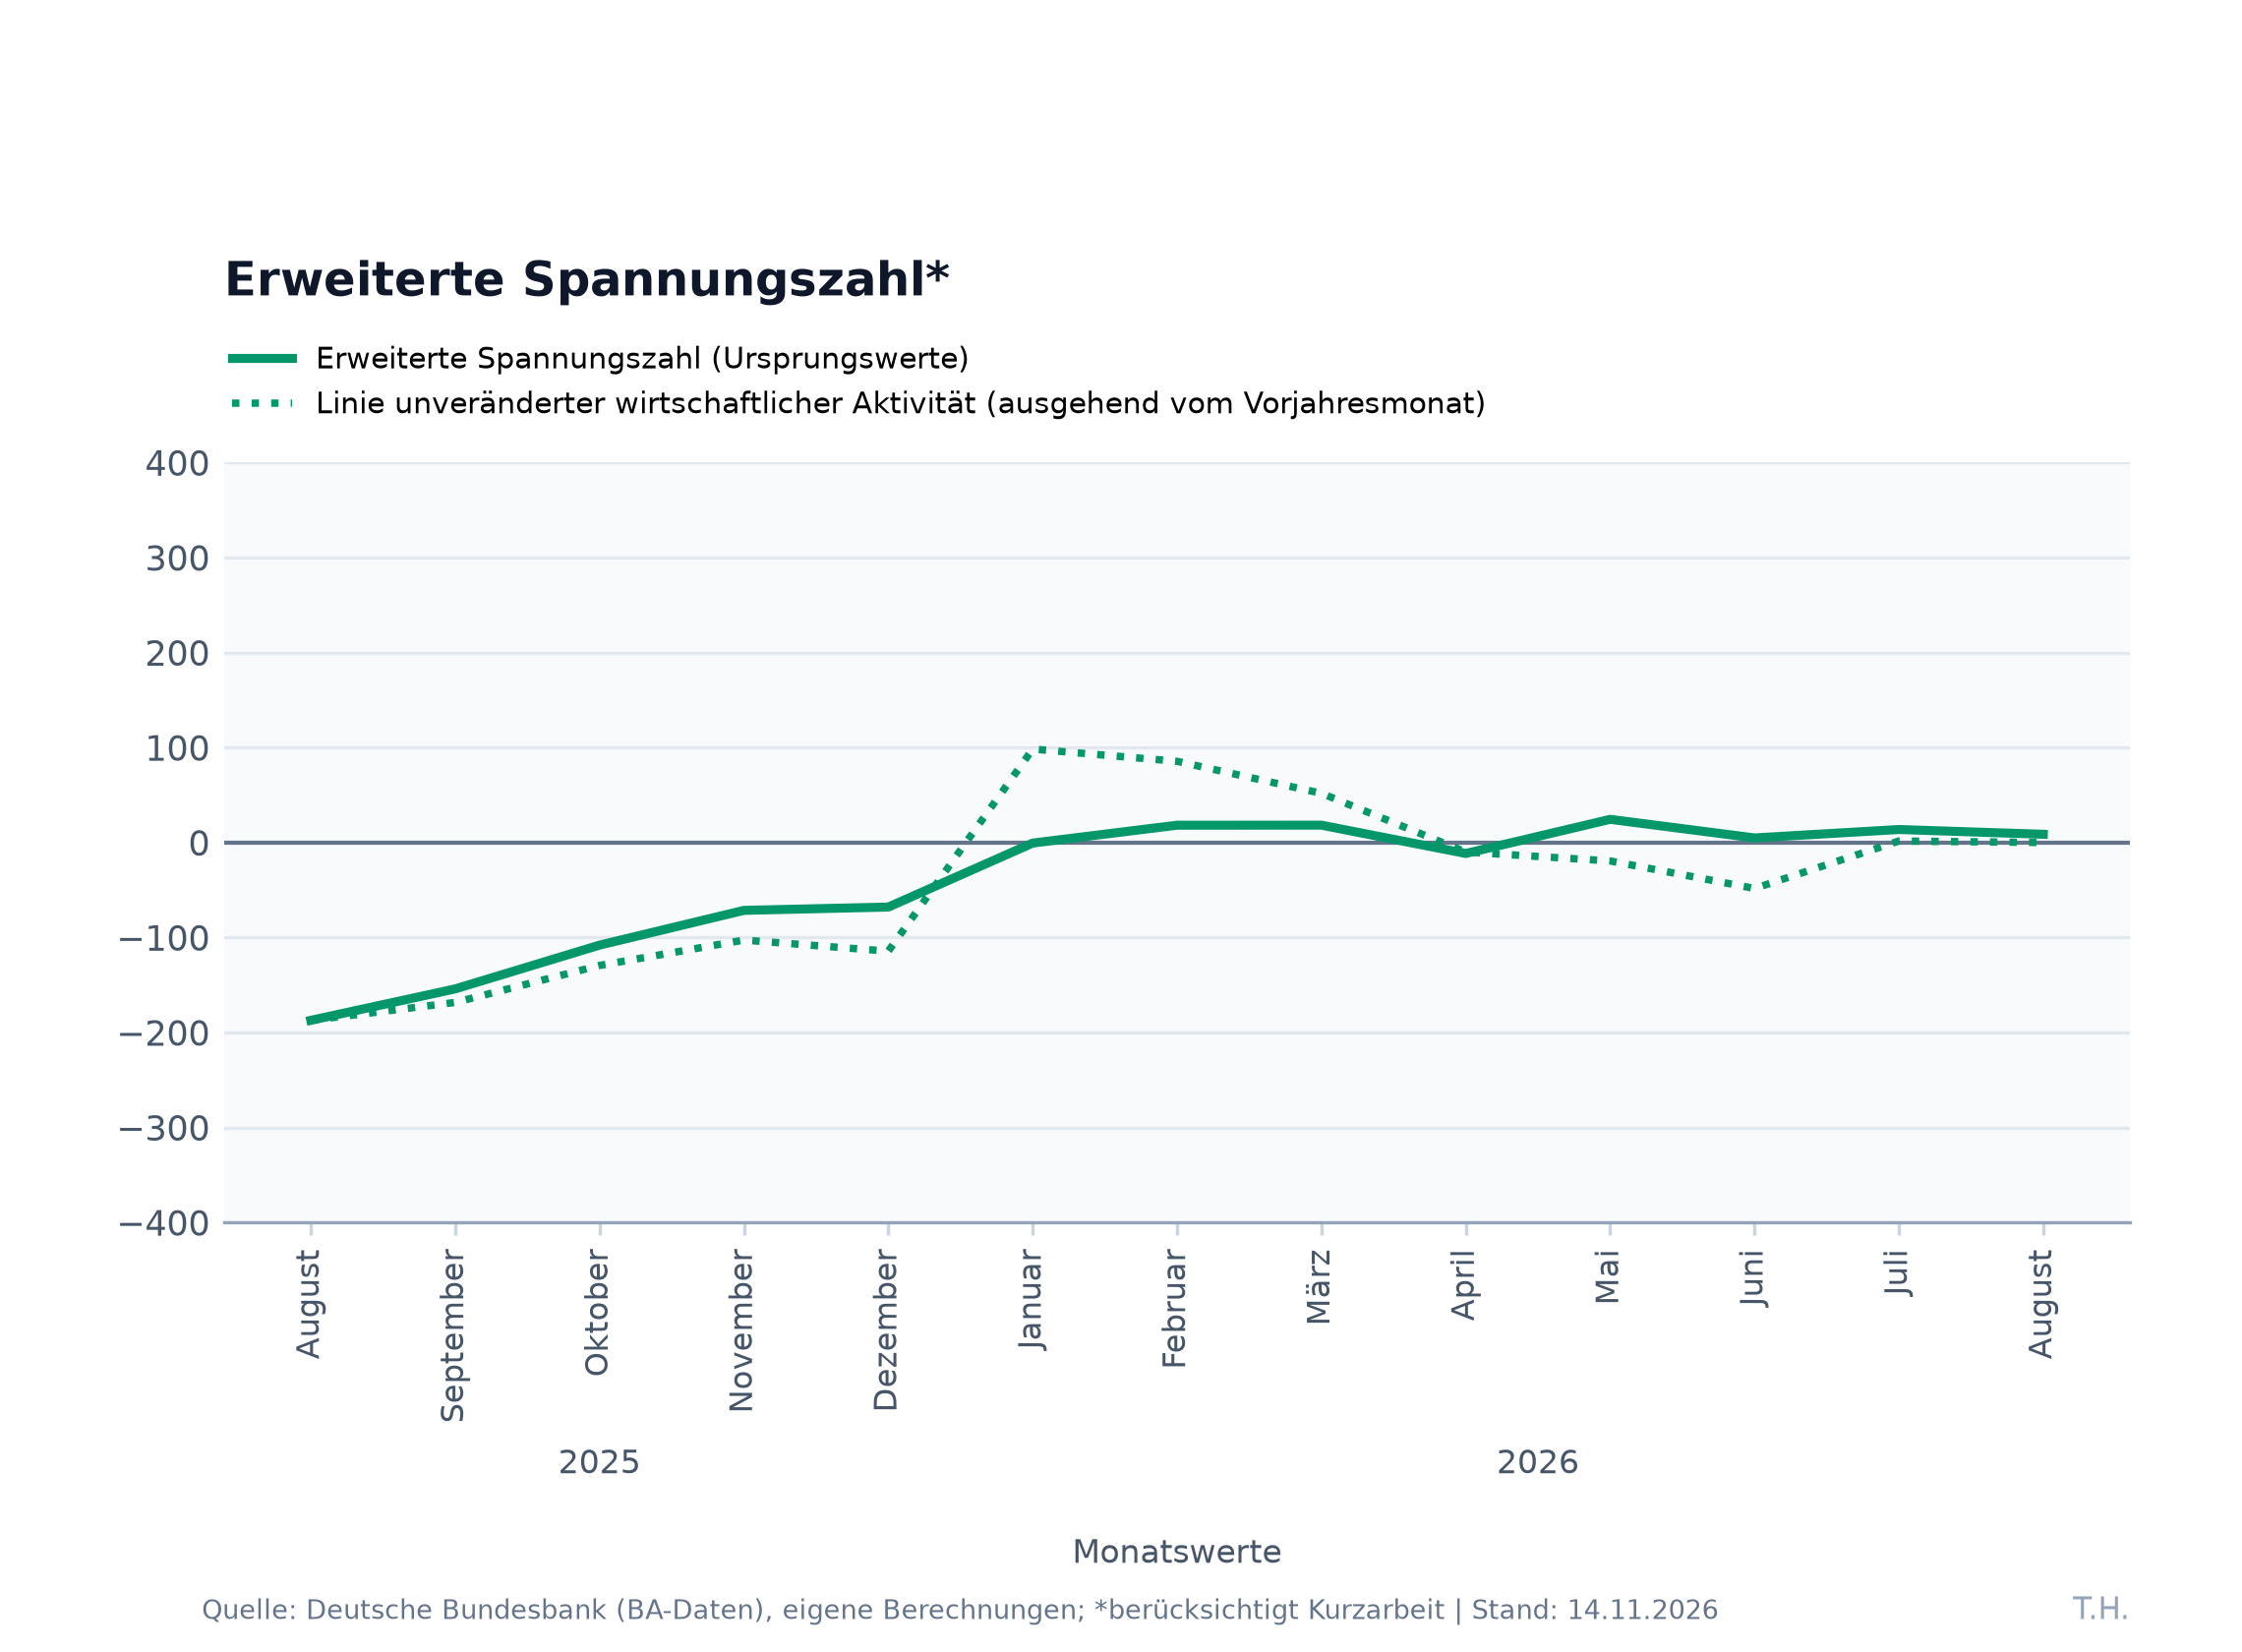 Erweiterte Spannungszahl*
Erweiterte Spannungszahl (Ursprungswerte)
Linie unveränderter wirtschaftlicher Aktivität (ausgehend vom Vorjahresmonat)
400
300
200
100
0
−100
−200
−300
−400
August
September
Oktober
November
Dezember
Januar
Februar
März
April
Mai
Juni
Juli
August
2025
2026
Monatswerte
Quelle: Deutsche Bundesbank (BA-Daten), eigene Berechnungen; *berücksichtigt Kurzarbeit | Stand: 14.11.2026
T.H.